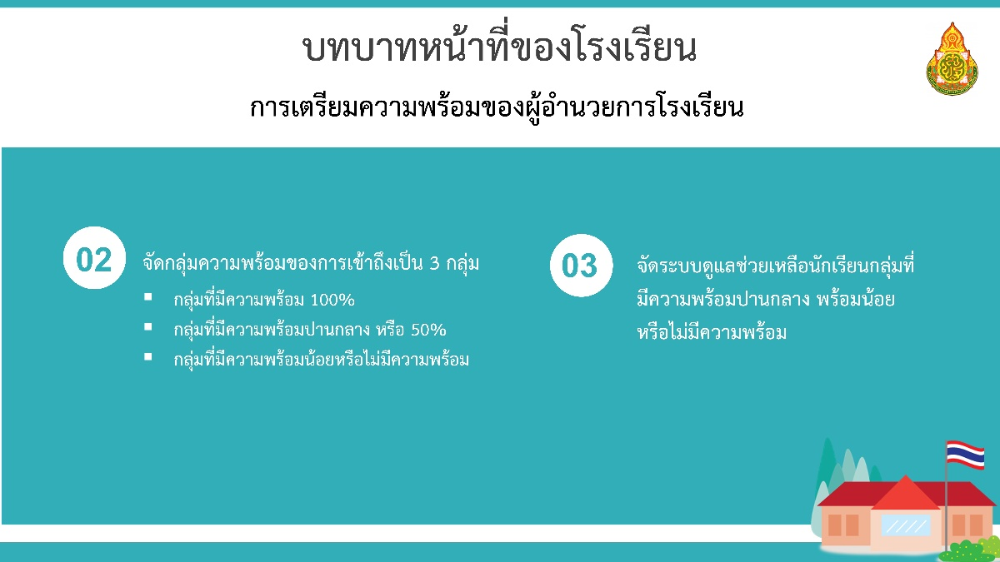 บทบาทหน้าที่ของโรงเรียน
การเตรียมความพร้อมของผู้อำนวยการโรงเรียน
02
จัดกลุ่มความพร้อมของการเข้าถึงเป็น 3 กลุ่ม
▪ กลุ่มที่มีความพร้อม 100%
▪ กลุ่มที่มีความพร้อมปานกลาง หรือ 50%
▪ กลุ่มที่มีความพร้อมน้อยหรือไม่มีความพร้อม
03
จัดระบบดูแลช่วยเหลือนักเรียนกลุ่มที่
มีความพร้อมปานกลาง พร้อมน้อย
หรือไม่มีความพร้อม